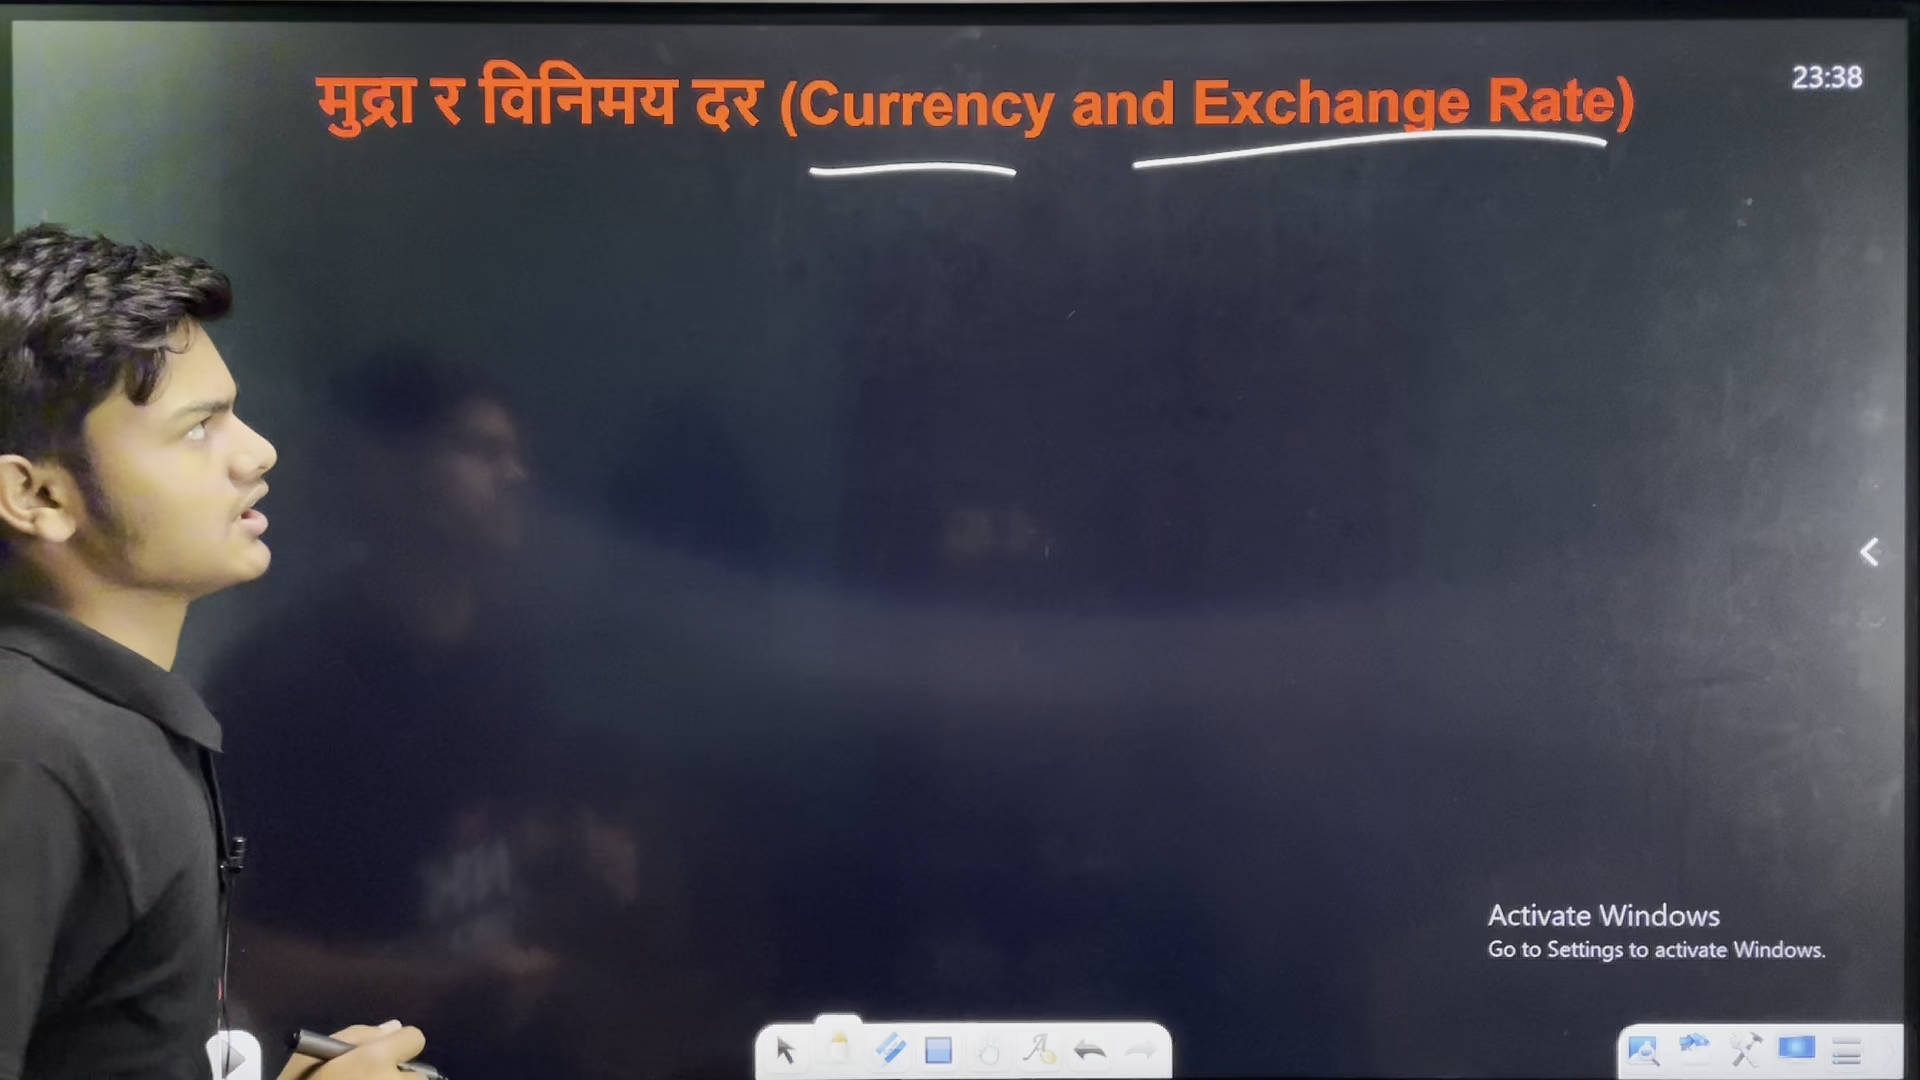 मुद्रा र विनिमय दर (Currency and Exchange Rate)
23:38
Activate Windows
Go to Settings to activate Windows.